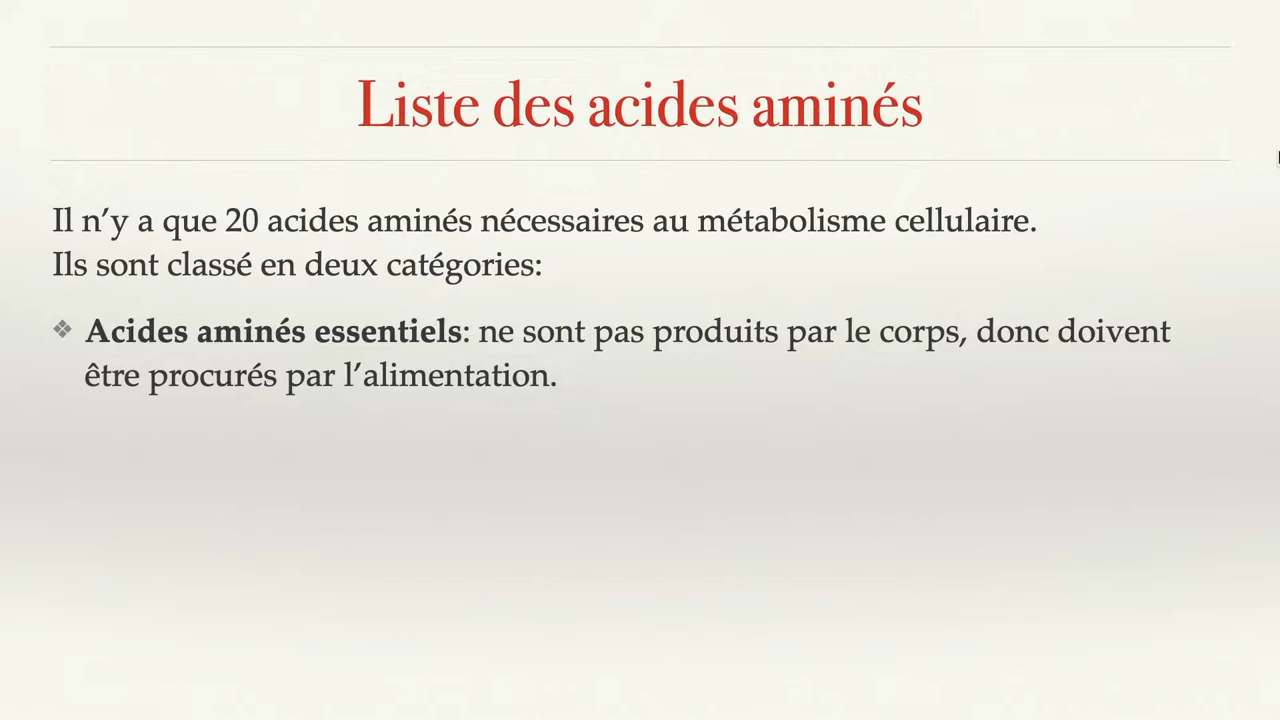 Liste des acides aminés
Il n’y a que 20 acides aminés nécessaires au métabolisme cellulaire.
Ils sont classé en deux catégories:
❖ Acides aminés essentiels: ne sont pas produits par le corps, donc doivent
être procurés par l’alimentation.